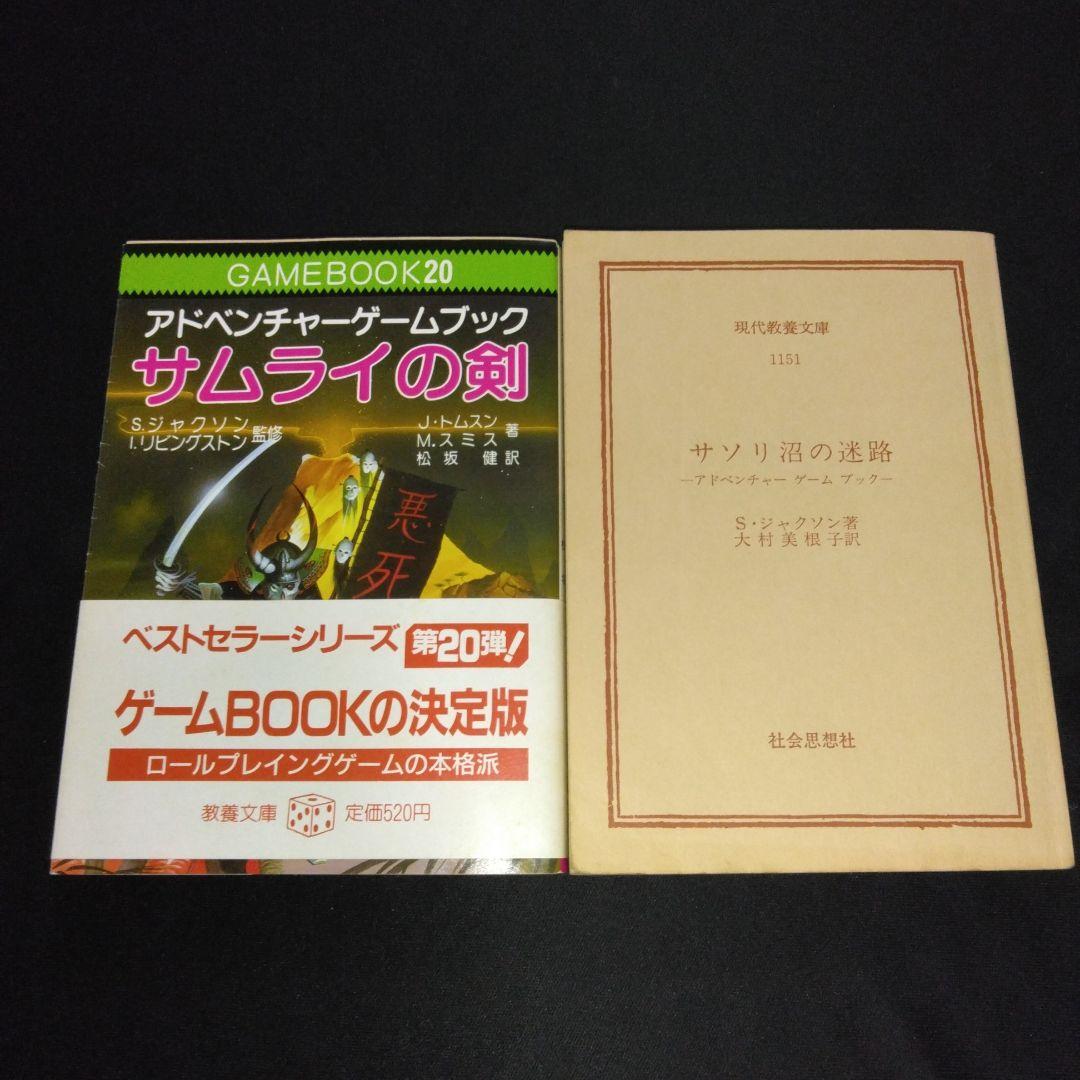 GAMEBOOK20
アドベンチャーゲームブック
サムライの剣
S.ジャクソン
I.リビングストン
監修
J・トムスン
M.スミス
著
松坂 健訳
悪
死
ベストセラーシリーズ 第20弾!
ゲームBOOKの決定版
ロールプレイングゲームの本格派
教養文庫 定価520円
現代教養文庫
1151
サソリ沼の迷路
―アドベンチャー ゲーム ブック―
S・ジャクソン著
大村美根子訳
社会思想社